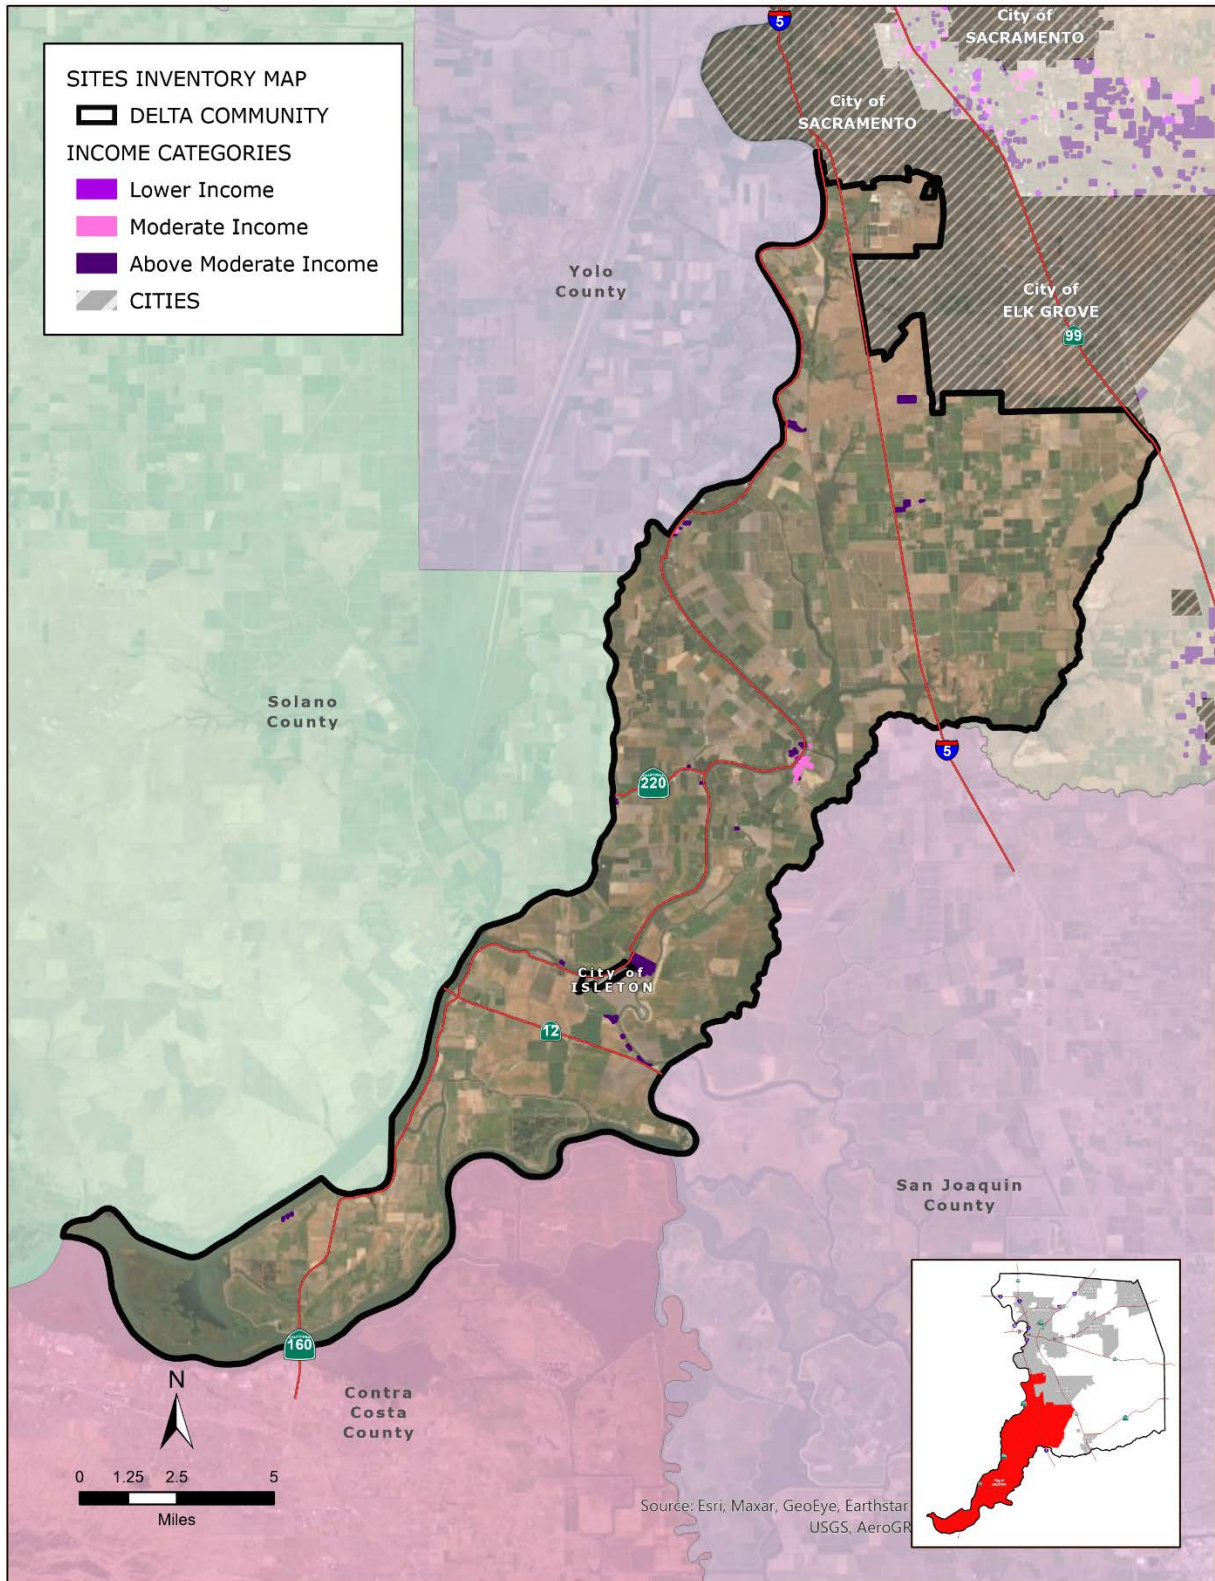 SITES INVENTORY MAP
DELTA COMMUNITY
INCOME CATEGORIES
Lower Income
Moderate Income
Above Moderate Income
CITIES
5
City of
SACRAMENTO
City of
SACRAMENTO
Yolo
County
City of
ELK GROVE
99
Solano
County
5
220
City of
ISLETON
12
San Joaquin
County
160
Contra
Costa
County
N
0 1.25 2.5 5
Miles
Source: Esri, Maxar, GeoEye, Earthstar
USGS, AeroGR